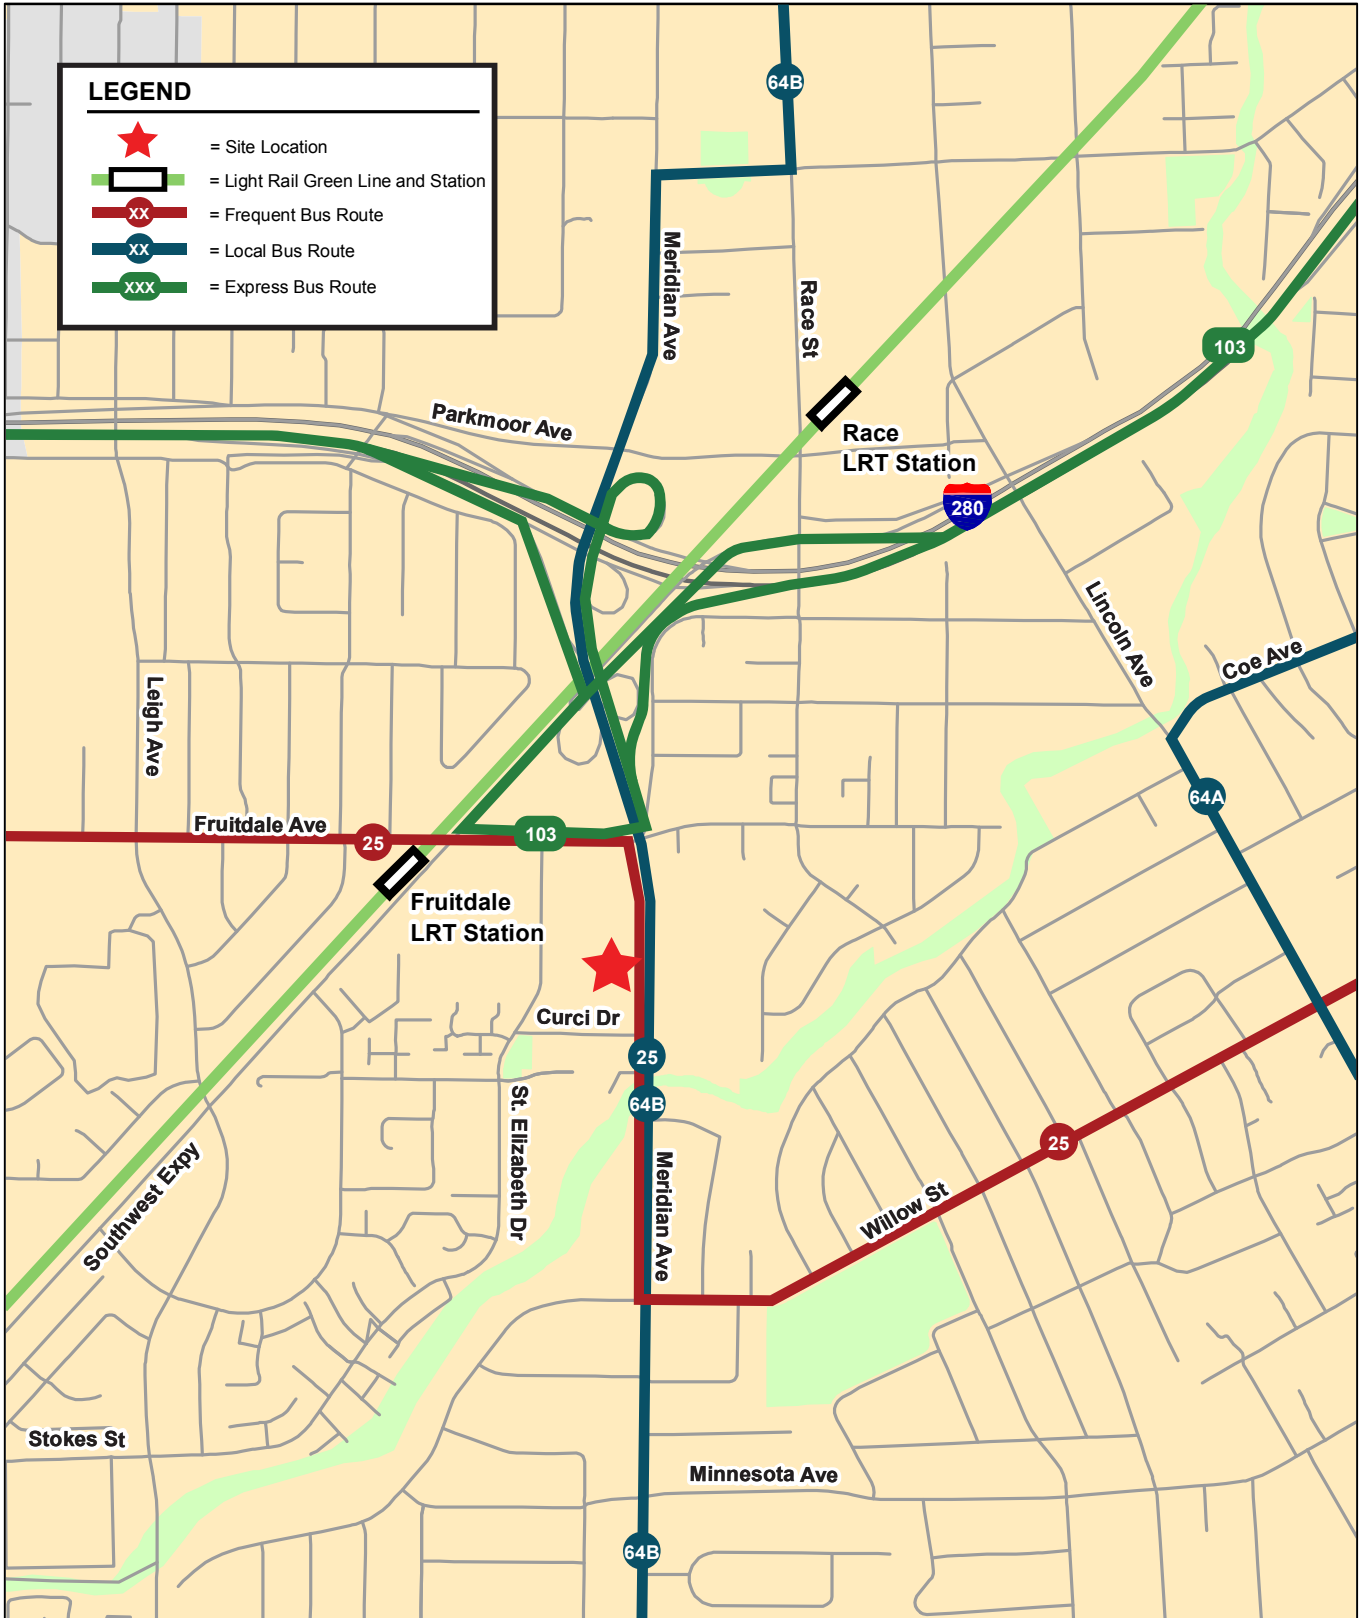 64B
LEGEND
= Site Location
= Light Rail Green Line and Station
XX = Frequent Bus Route
XX = Local Bus Route
XXX = Express Bus Route
Meridian Ave
Race St
103
Parkmoor Ave
Race
LRT Station
280
Lincoln Ave
Coe Ave
Leigh Ave
64A
Fruitdale Ave
25
103
Fruitdale
LRT Station
Curci Dr
25
64B
St. Elizabeth Dr
Meridian Ave
25
Willow St
Southwest Expy
Stokes St
Minnesota Ave
64B